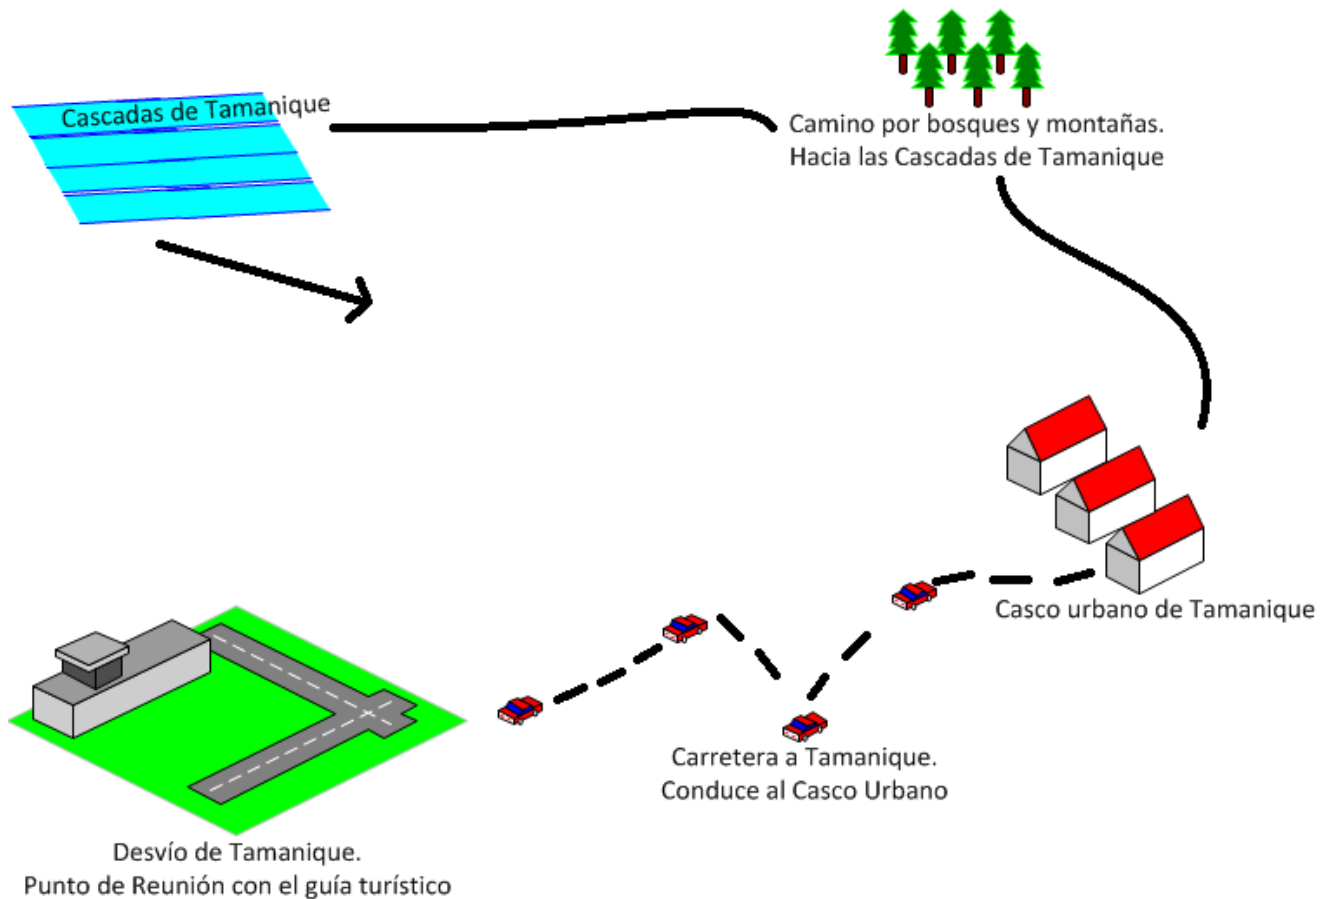 Cascadas de Tamanique
Camino por bosques y montañas.
Hacia las Cascadas de Tamanique
Casco urbano de Tamanique
Carretera a Tamanique.
Conduce al Casco Urbano
Desvío de Tamanique.
Punto de Reunión con el guía turístico